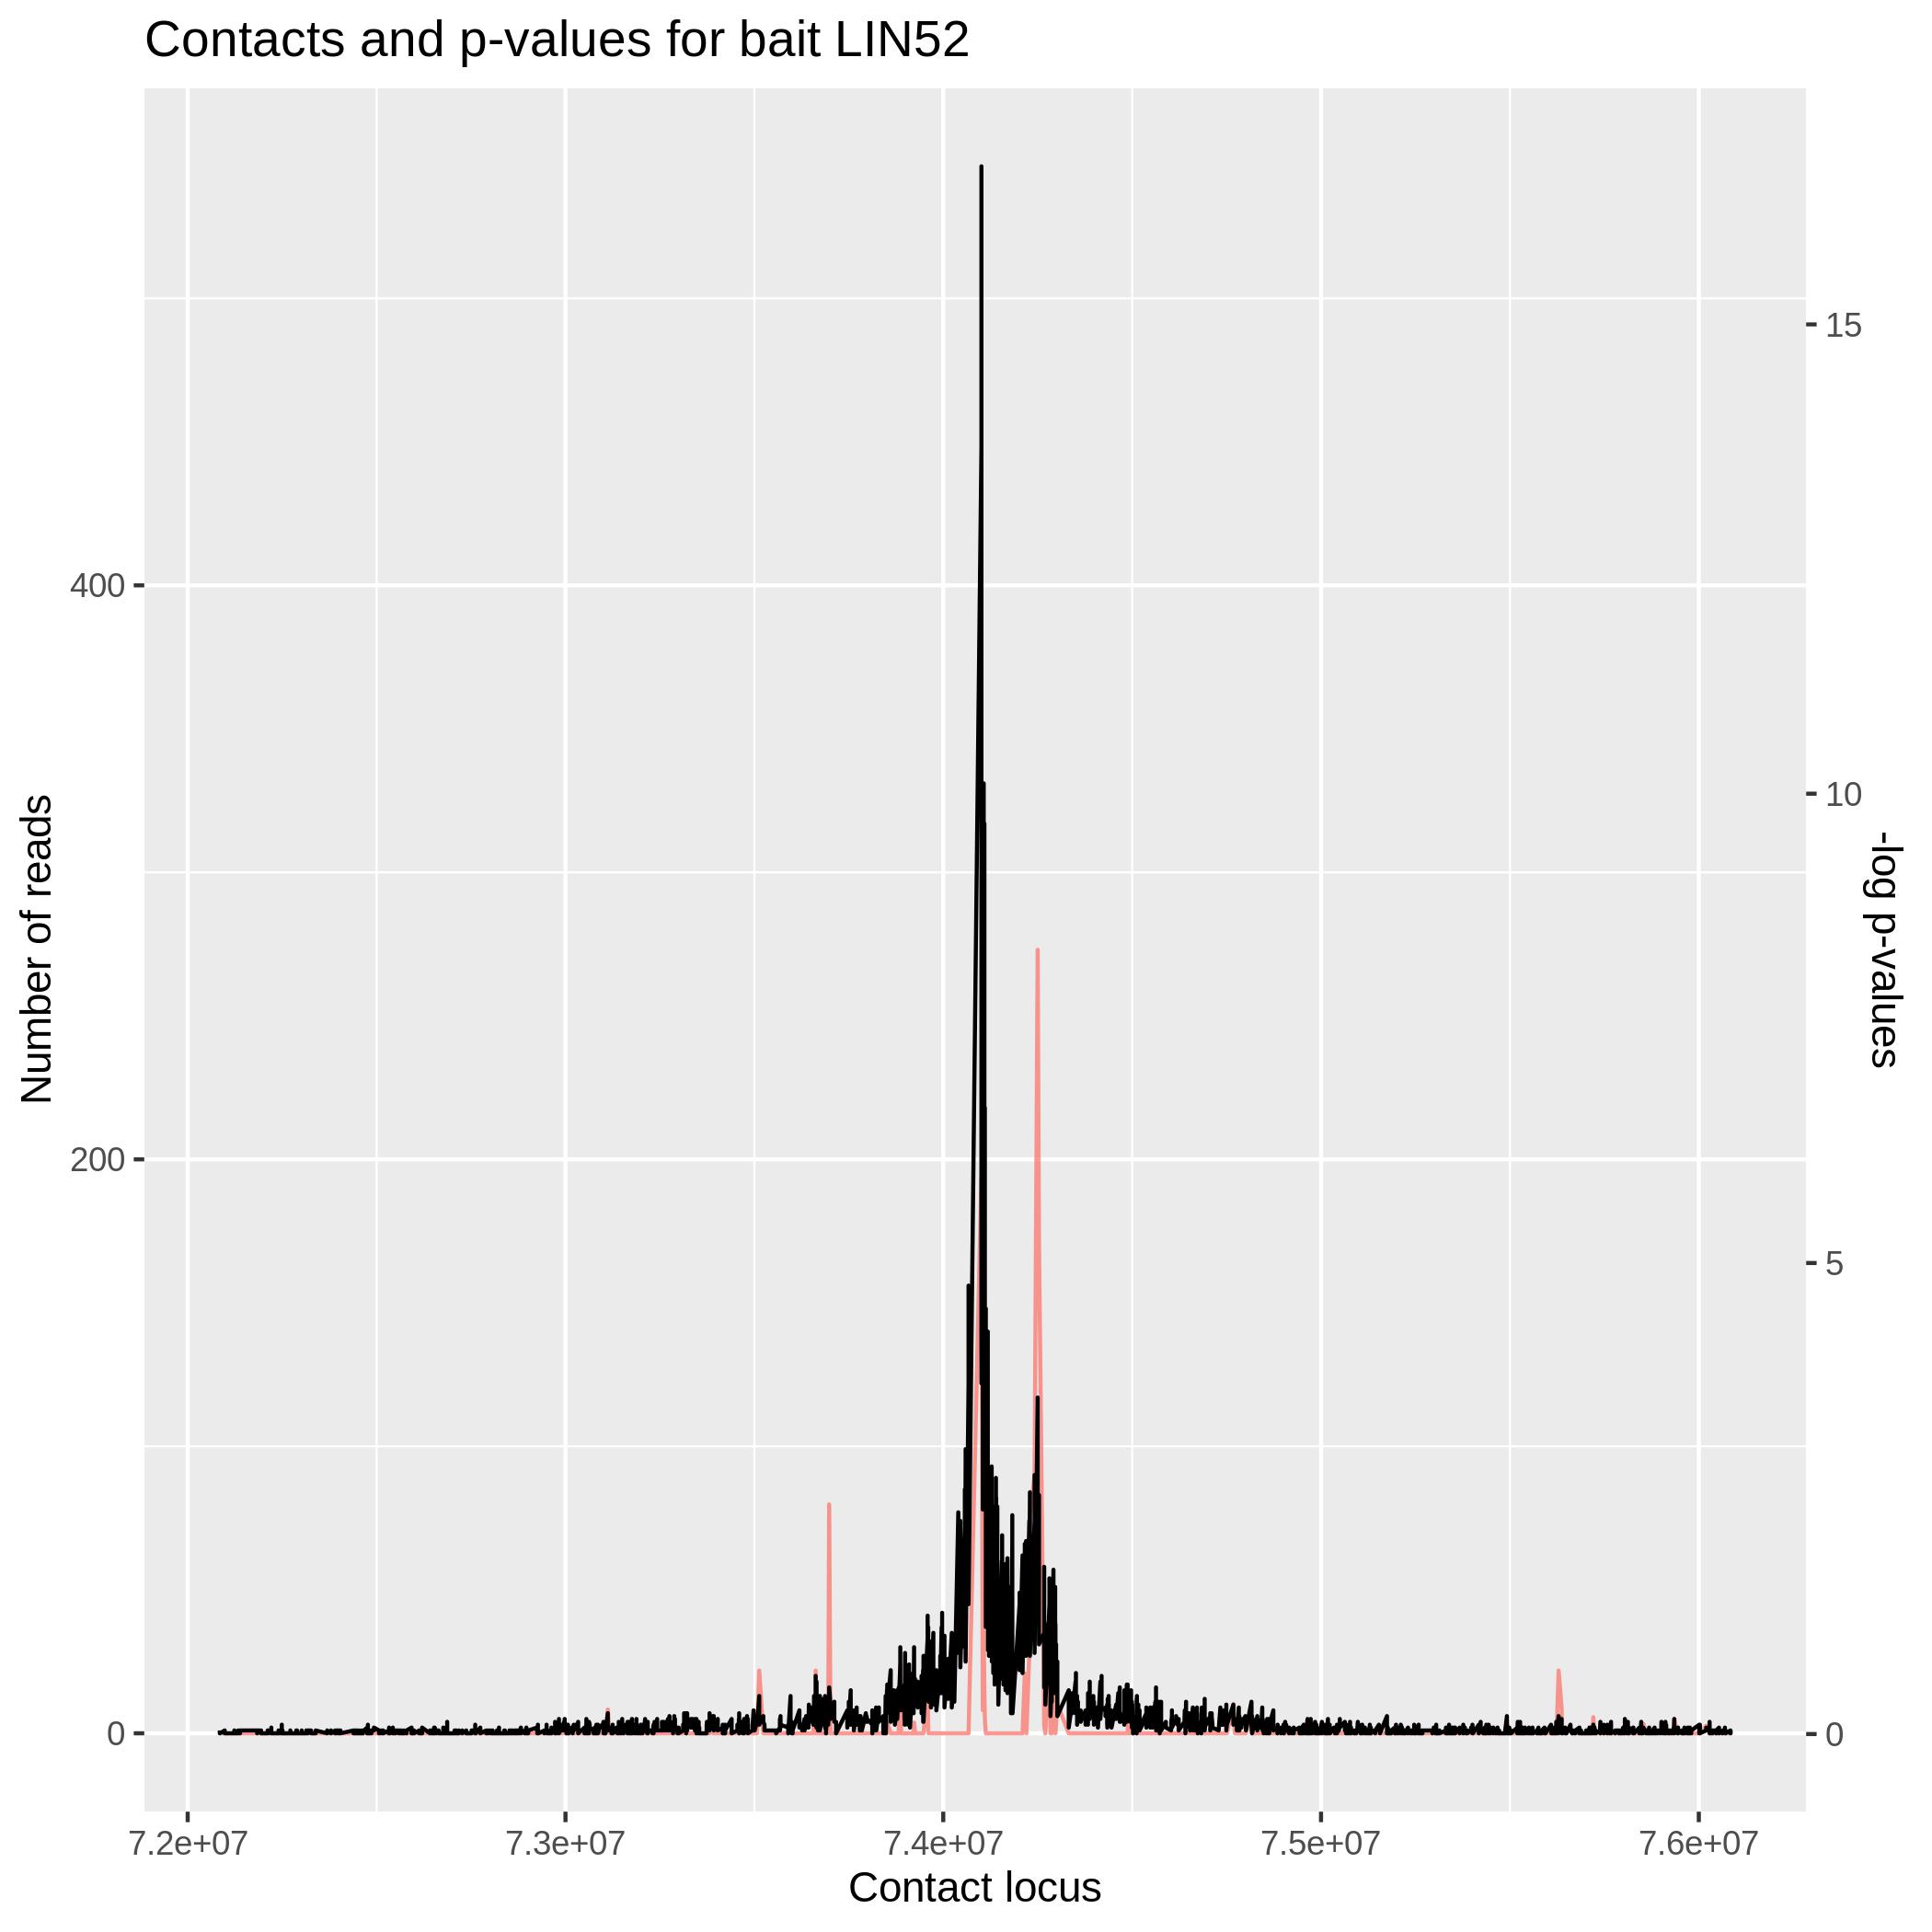 Contacts and p-values for bait LIN52
15
400
10
Number of reads
-log p-values
200
5
0
0
7.2e+07
7.3e+07
7.4e+07
7.5e+07
7.6e+07
Contact locus